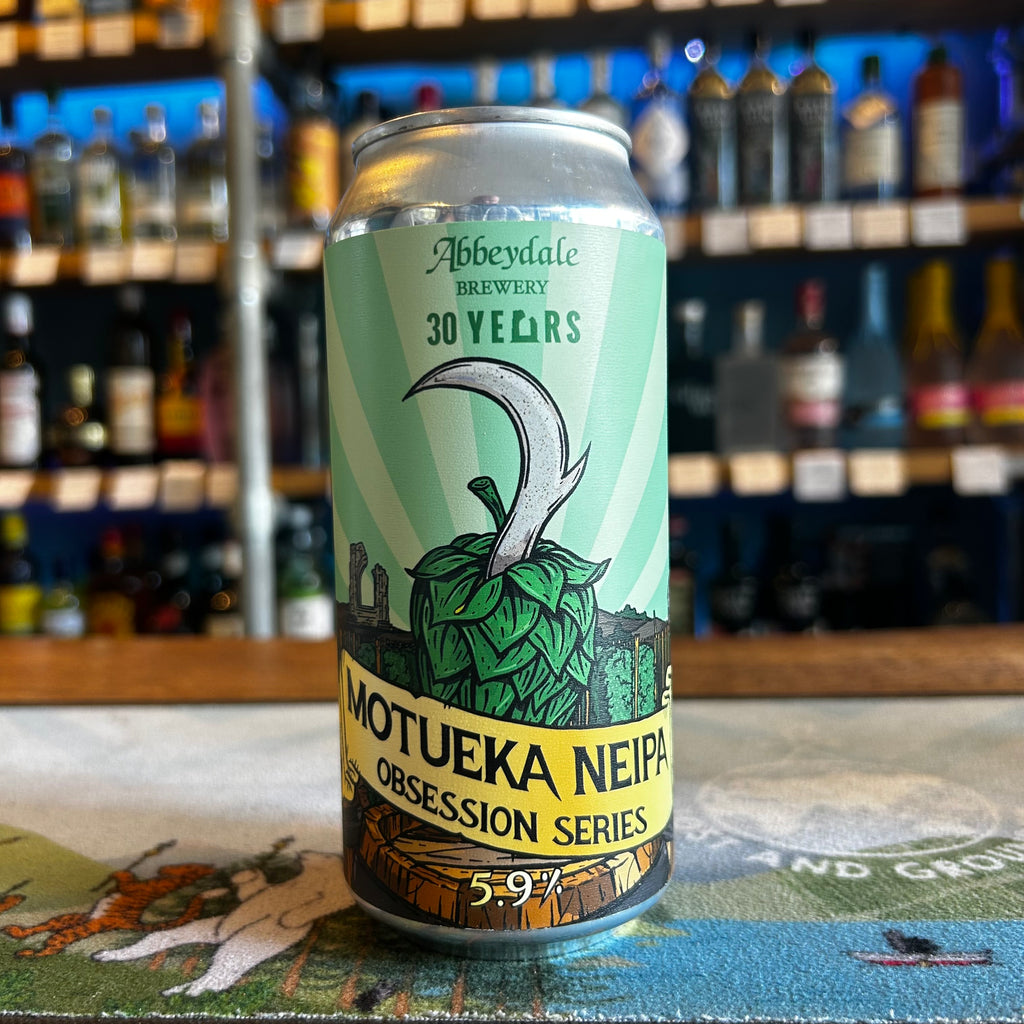 Abbeydale
BREWERY
30 YEARS
MOTUEKA NEIPA
OBSESSION SERIES
5.9%
AND GROU